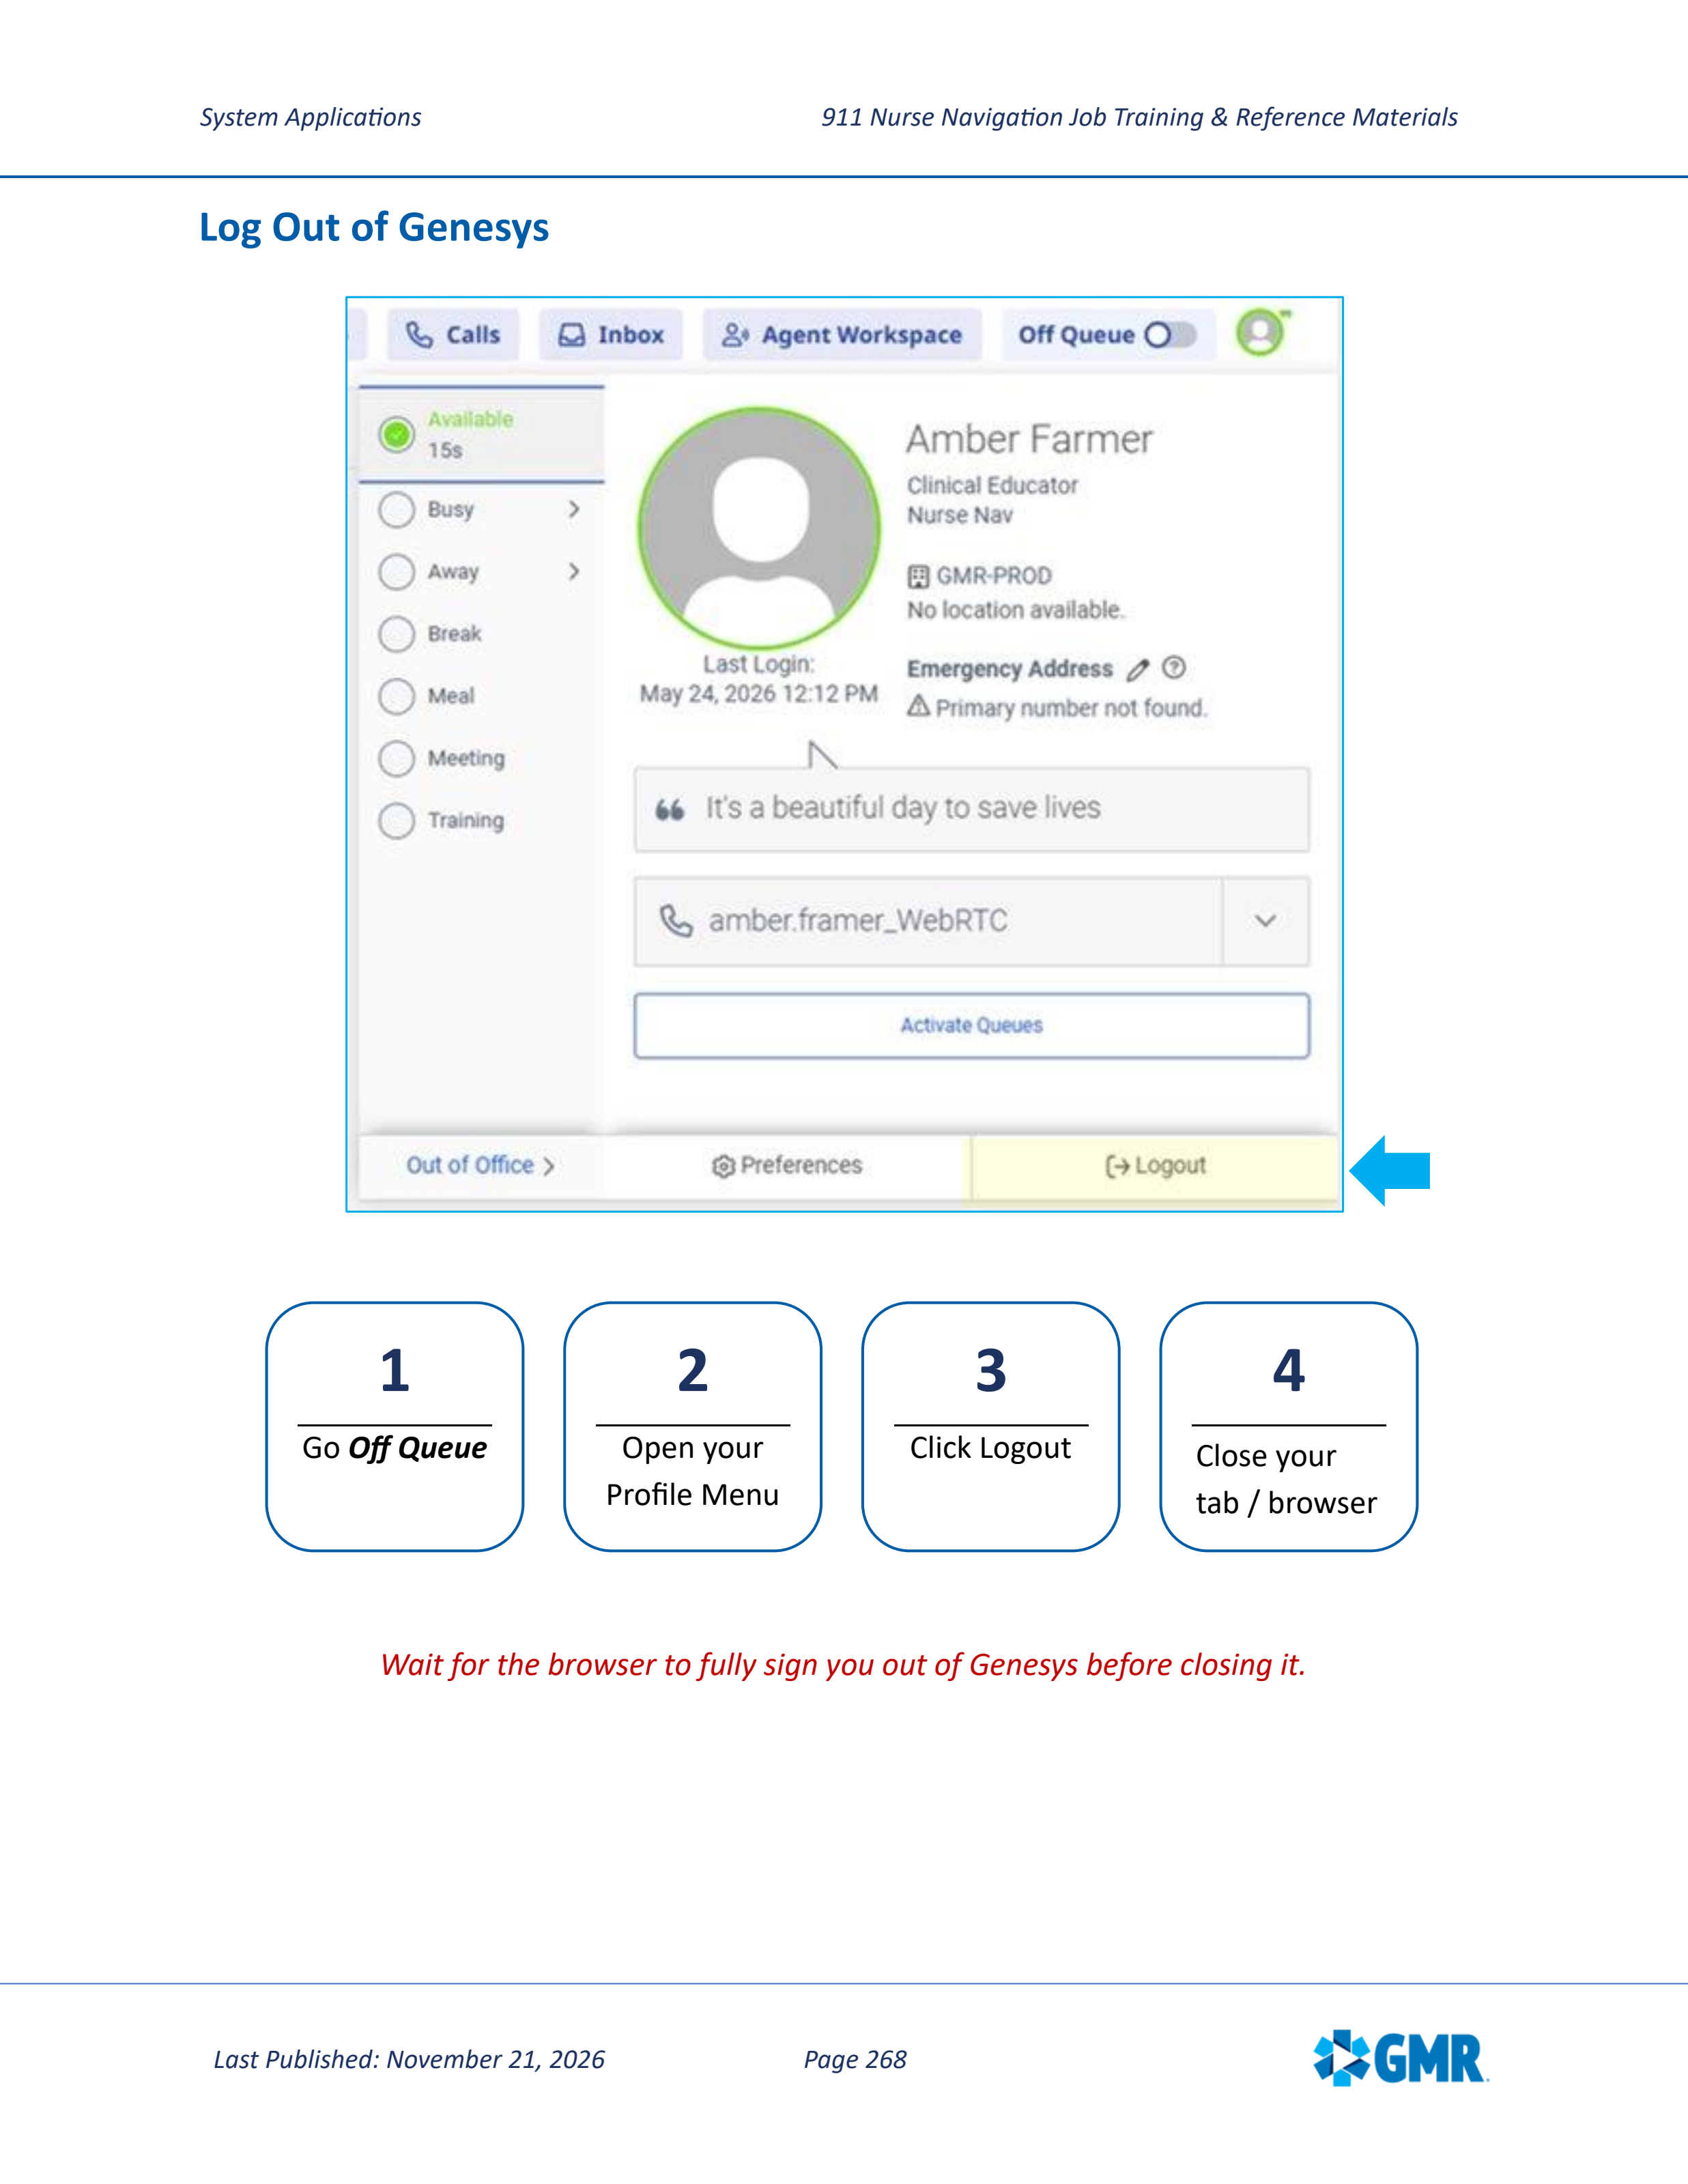 System Applications
911 Nurse Navigation Job Training & Reference Materials
Log Out of Genesys
Calls
Inbox
Agent Workspace
Off Queue
Available
15s
Busy
Away
Break
Meal
Meeting
Training
Last Login:
May 24, 2026 12:12 PM
Amber Farmer
Clinical Educator
Nurse Nav
GMR-PROD
No location available.
Emergency Address
Primary number not found.
It's a beautiful day to save lives
amber.framer_WebRTC
Activate Queues
Out of Office
Preferences
Logout
1
Go Off Queue
2
Open your
Profile Menu
3
Click Logout
4
Close your
tab / browser
Wait for the browser to fully sign you out of Genesys before closing it.
Last Published: November 21, 2026
Page 268
GMR